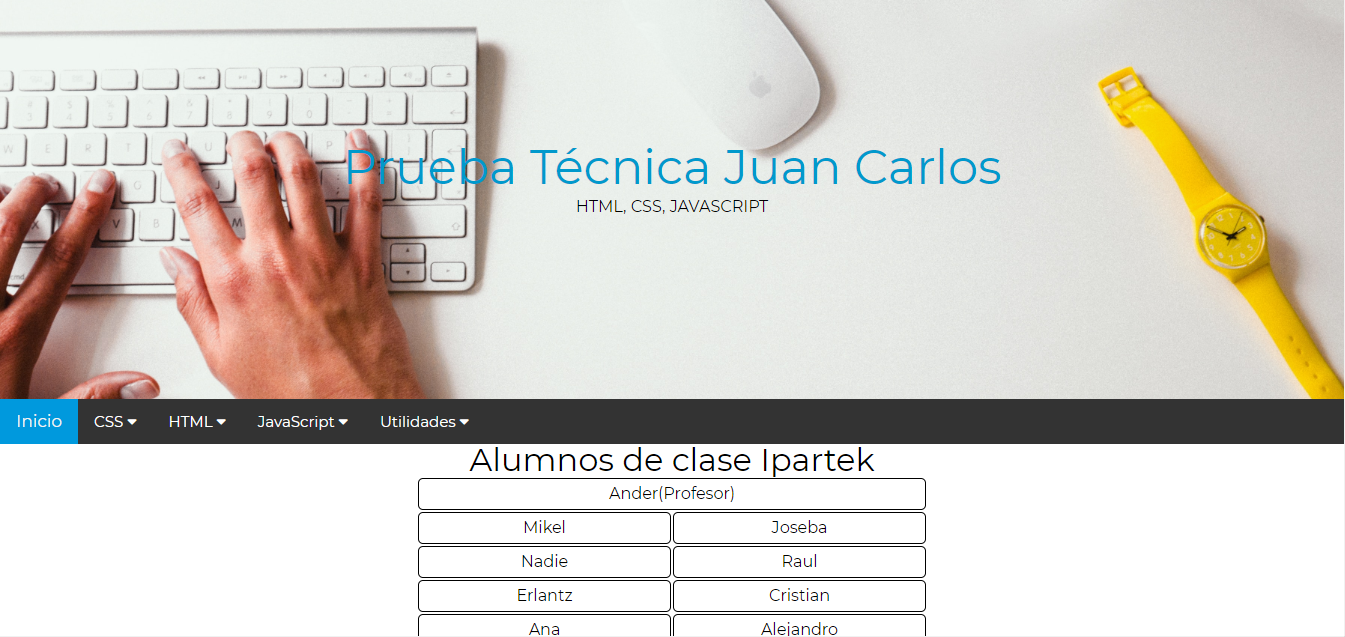 Prueba Técnica Juan Carlos
HTML, CSS, JAVASCRIPT
Inicio CSS HTML JavaScript Utilidades
Alumnos de clase Ipartek
Ander(Profesor)
Mikel Joseba
Nadie Raul
Erlantz Cristian
Ana Alejandro